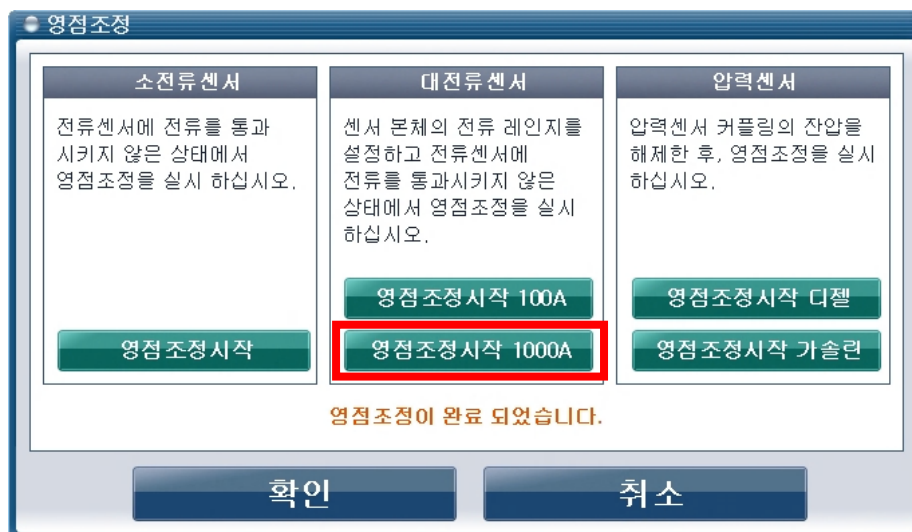 영점조정
소전류센서
전류센서에 전류를 통과
시키지 않은 상태에서
영점조정을 실시 하십시오.
영점조정시작
대전류센서
센서 본체의 전류 레인지를
설정하고 전류센서에
전류를 통과시키지 않은
상태에서 영점조정을 실시
하십시오.
영점조정시작 100A
영점조정시작 1000A
압력센서
압력센서 커플링의 잔압을
해제한 후, 영점조정을 실시
하십시오.
영점조정시작 디젤
영점조정시작 가솔린
영점조정이 완료 되었습니다.
확인
취소